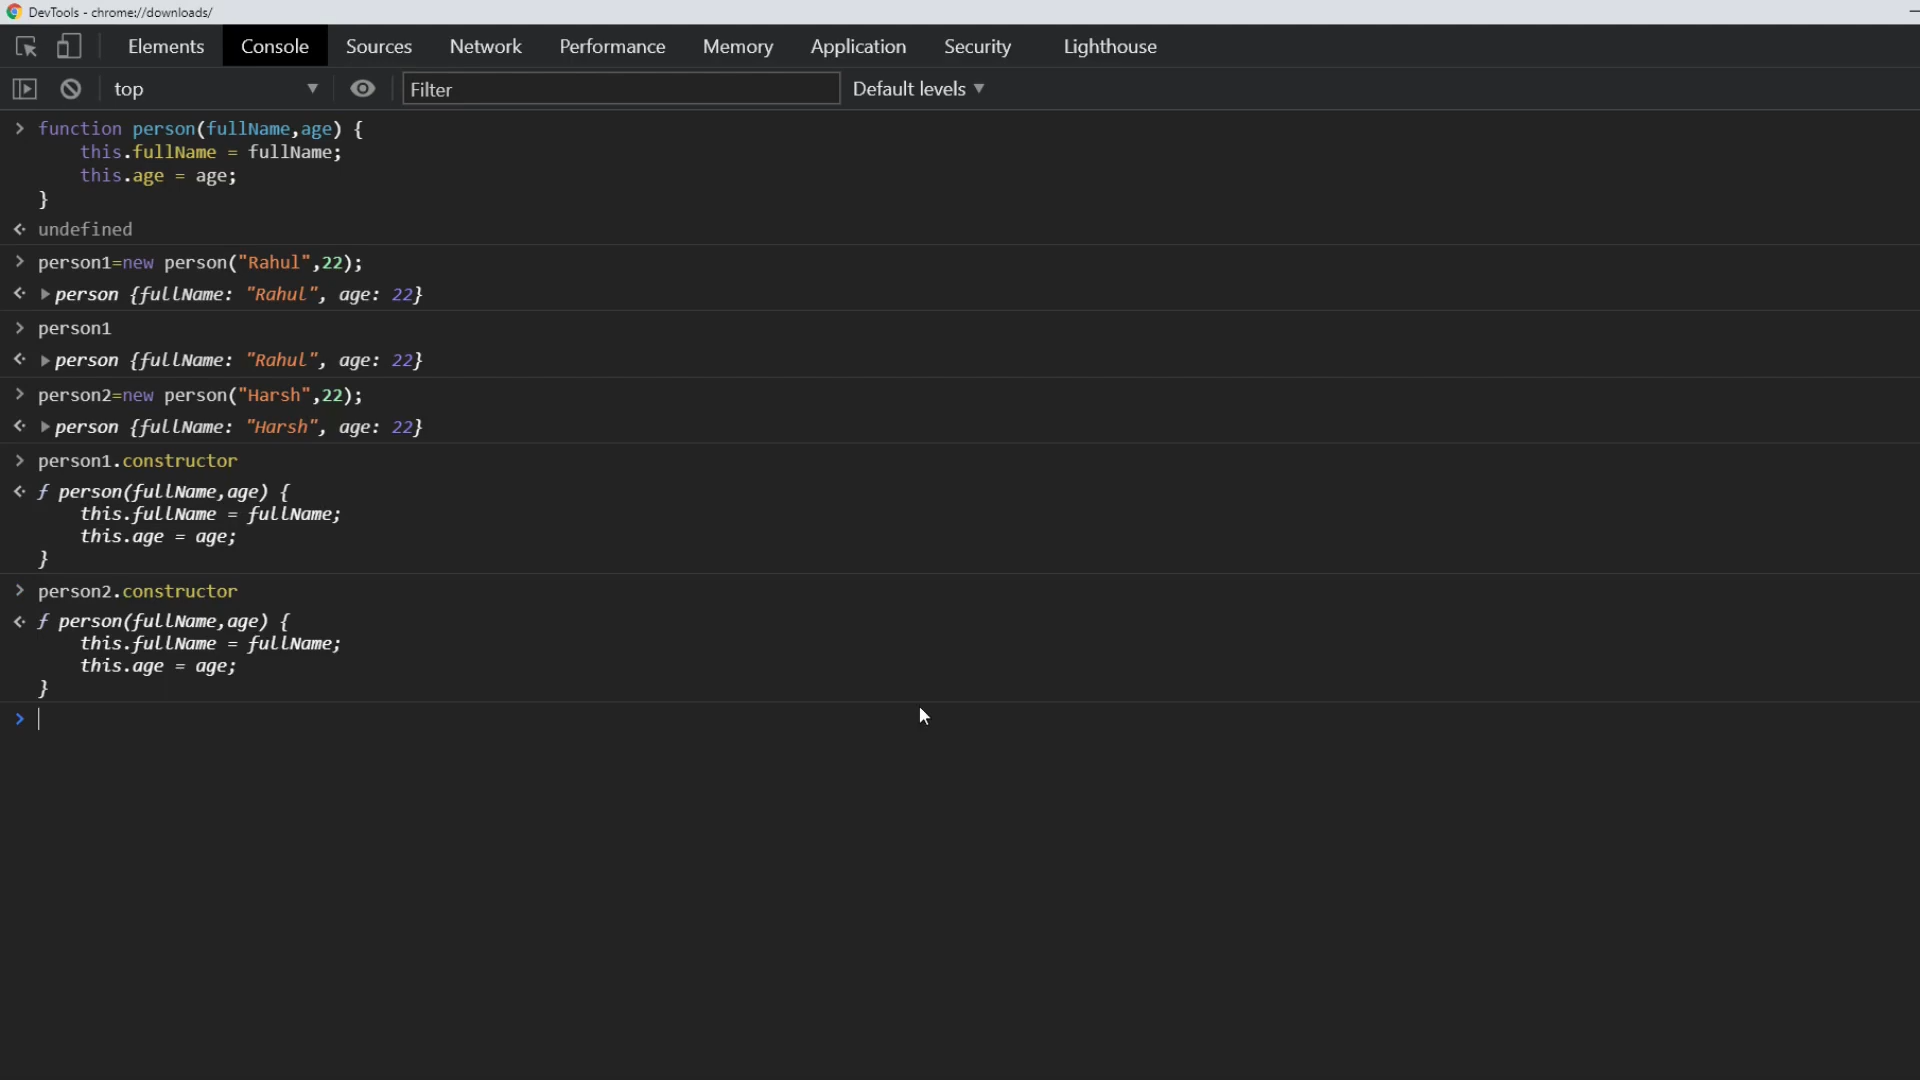 DevTools - chrome://downloads/
Elements Console Sources Network Performance Memory Application Security Lighthouse
top Filter Default levels
function person(fullName,age) {
this.fullName = fullName;
this.age = age;
}
undefined
person1=new person("Rahul",22);
person {fullName: "Rahul", age: 22}
person1
person {fullName: "Rahul", age: 22}
person2=new person("Harsh",22);
person {fullName: "Harsh", age: 22}
person1.constructor
ƒ person(fullName,age) {
this.fullName = fullName;
this.age = age;
}
person2.constructor
ƒ person(fullName,age) {
this.fullName = fullName;
this.age = age;
}